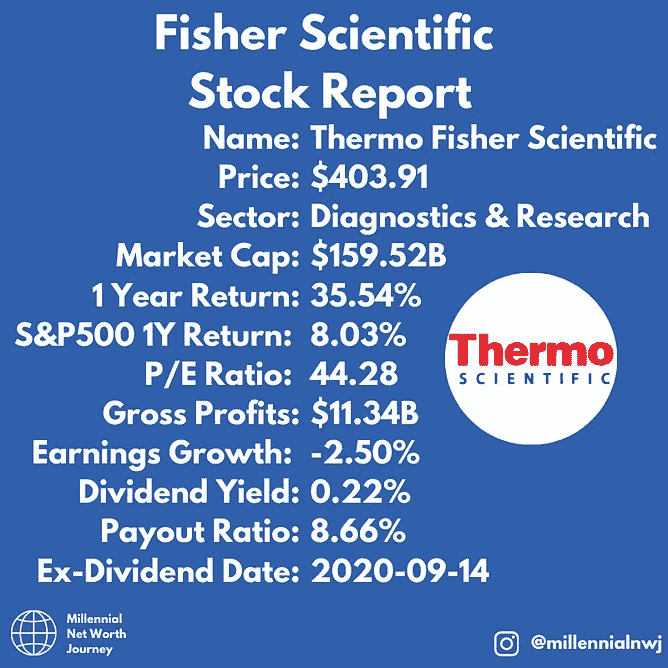 Fisher Scientific
Stock Report
Name: Thermo Fisher Scientific
Price: $403.91
Sector: Diagnostics & Research
Market Cap: $159.52B
1 Year Return: 35.54%
S&P500 1Y Return: 8.03%
P/E Ratio: 44.28
Gross Profits: $11.34B
Earnings Growth: -2.50%
Dividend Yield: 0.22%
Payout Ratio: 8.66%
Ex-Dividend Date: 2020-09-14
Thermo
SCIENTIFIC
Millennial
Net Worth
Journey
@millennialnwj